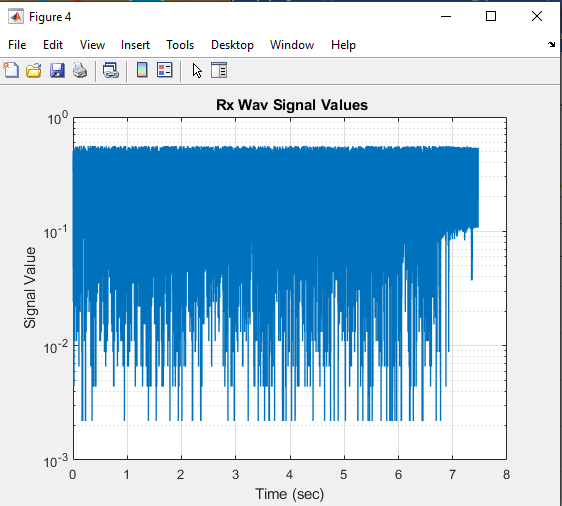 Figure 4
File Edit View Insert Tools Desktop Window Help
Rx Wav Signal Values
10^0
10^-1
10^-2
10^-3
Signal Value
0 1 2 3 4 5 6 7 8
Time (sec)